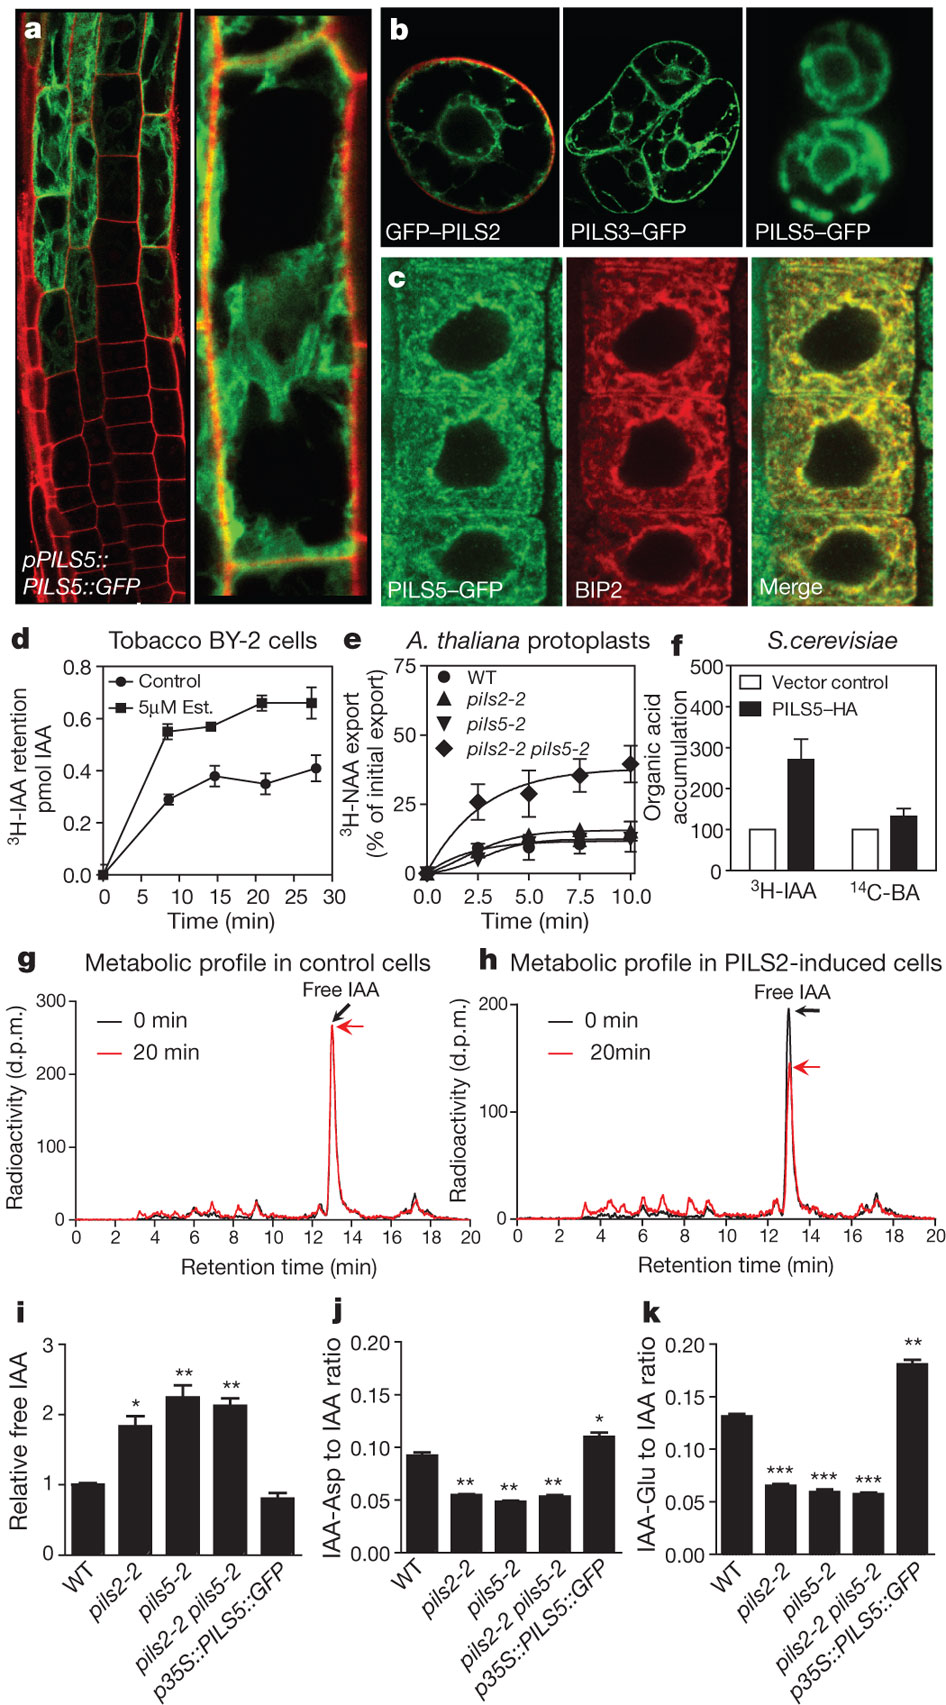 a
pPILS5::
PILS5::GFP
b
GFP–PILS2
PILS3–GFP
PILS5–GFP
c
PILS5–GFP
BIP2
Merge
d Tobacco BY-2 cells
³H-IAA retention
pmol IAA
0.8
0.6
0.4
0.2
0.0
Control
5µM Est.
0 5 10 15 20 25 30
Time (min)
e A. thaliana protoplasts
³H-NAA export
(% of initial export)
75
50
25
0
WT
pils2-2
pils5-2
pils2-2 pils5-2
0.0 2.5 5.0 7.5 10.0
Time (min)
f S.cerevisiae
Organic acid
accumulation
500
400
300
200
100
0
Vector control
PILS5–HA
³H-IAA ¹⁴C-BA
g Metabolic profile in control cells
Free IAA
Radioactivity (d.p.m.)
300
200
100
0
0 min
20 min
0 2 4 6 8 10 12 14 16 18 20
Retention time (min)
h Metabolic profile in PILS2-induced cells
Free IAA
Radioactivity (d.p.m.)
200
100
0
0 min
20min
0 2 4 6 8 10 12 14 16 18 20
Retention time (min)
i
Relative free IAA
3
2
1
0
* ** **
WT
pils2-2
pils5-2
pils2-2 pils5-2
p35S::PILS5::GFP
j
IAA-Asp to IAA ratio
0.20
0.15
0.10
0.05
0.00
** ** ** *
WT
pils2-2
pils5-2
pils2-2 pils5-2
p35S::PILS5::GFP
k
IAA-Glu to IAA ratio
0.20
0.15
0.10
0.05
0.00
*** *** *** **
WT
pils2-2
pils5-2
pils2-2 pils5-2
p35S::PILS5::GFP